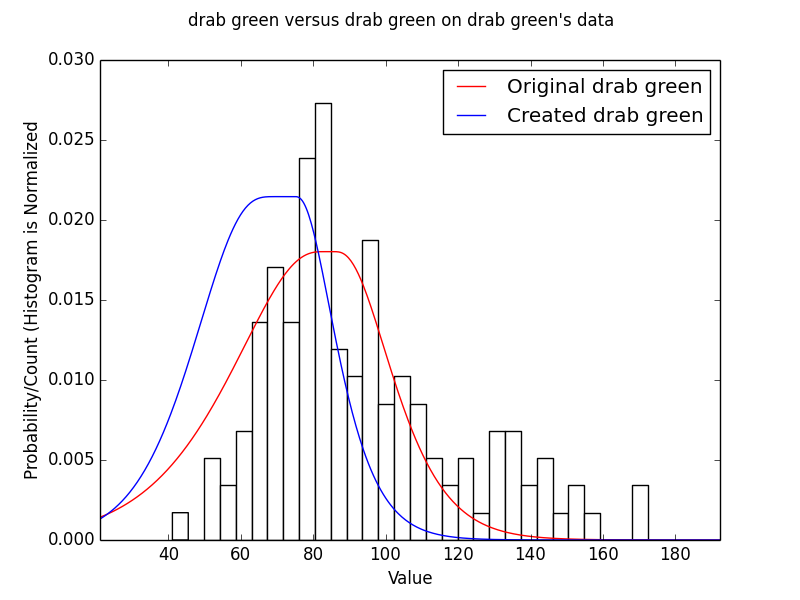 drab green versus drab green on drab green's data
0.030
0.025
0.020
0.015
0.010
0.005
0.000
Probability/Count (Histogram is Normalized
Original drab green
Created drab green
40 60 80 100 120 140 160 180
Value